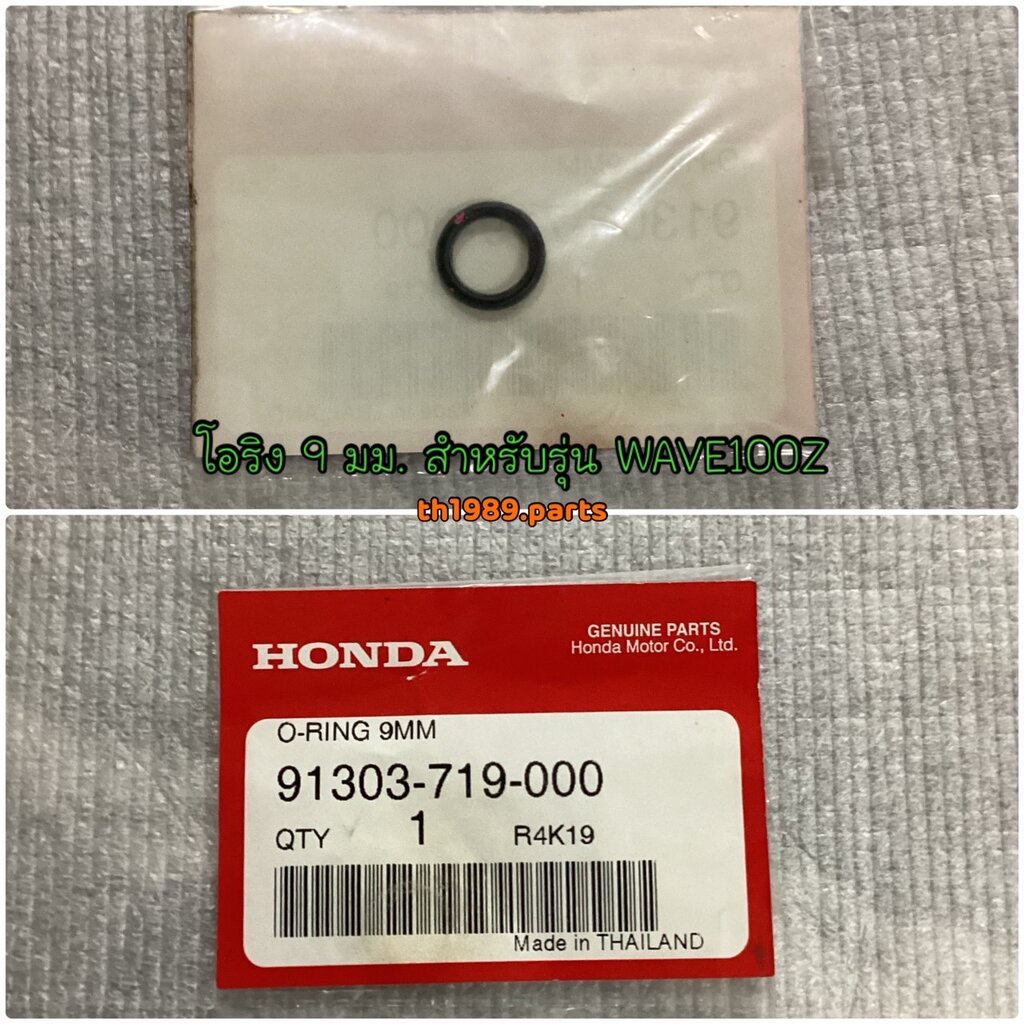 โอริง 9 มม. สำหรับรุ่น WAVE100Z
th1989.parts
HONDA
GENUINE PARTS
Honda Motor Co., Ltd.
O-RING 9MM
91303-719-000
QTY 1 R4K19
Made in THAILAND